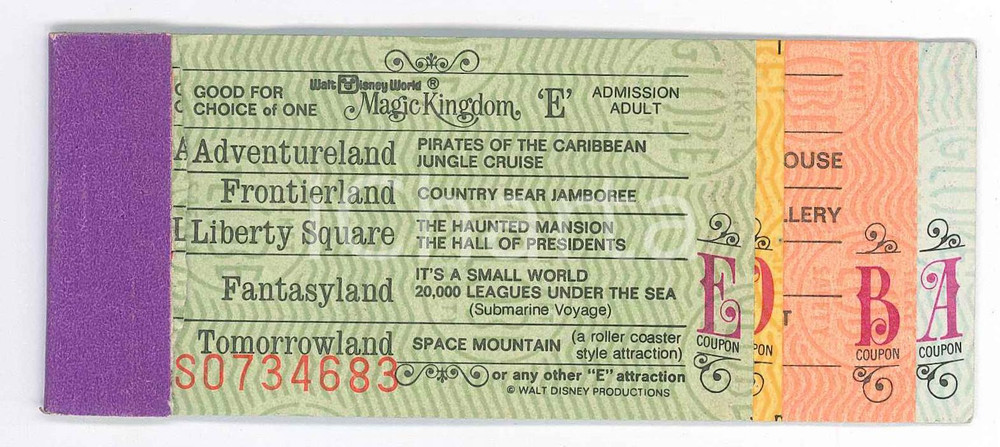 Walt Disney World ®
GOOD FOR CHOICE of ONE
Magic Kingdom 'E' ADMISSION ADULT
Adventureland PIRATES OF THE CARIBBEAN
JUNGLE CRUISE
Frontierland COUNTRY BEAR JAMBOREE
Liberty Square THE HAUNTED MANSION
THE HALL OF PRESIDENTS
Fantasyland IT'S A SMALL WORLD
20,000 LEAGUES UNDER THE SEA
(Submarine Voyage)
Tomorrowland SPACE MOUNTAIN (a roller coaster
style attraction)
S0734683 or any other "E" attraction
© WALT DISNEY PRODUCTIONS
E
COUPON
PON
OUSE
LLERY
T
B
COUPON
A
COUPON